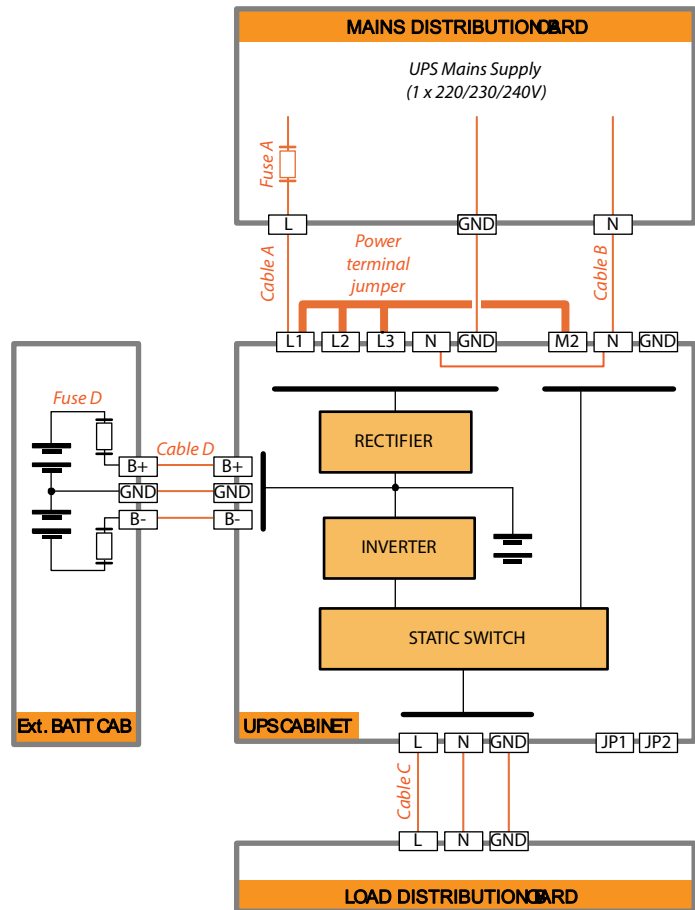 MAINS DISTRIBUTION BOARD
UPS Mains Supply
(1 x 220/230/240V)
Fuse A
L
GND
N
Cable A
Power
terminal
jumper
Cable B
L1
L2
L3
N
GND
M2
N
GND
Fuse D
Cable D
B+
B+
GND
GND
B-
B-
RECTIFIER
INVERTER
STATIC SWITCH
Ext. BATT CAB
UPS CABINET
L
N
GND
JP1
JP2
Cable C
L
N
GND
LOAD DISTRIBUTION BOARD